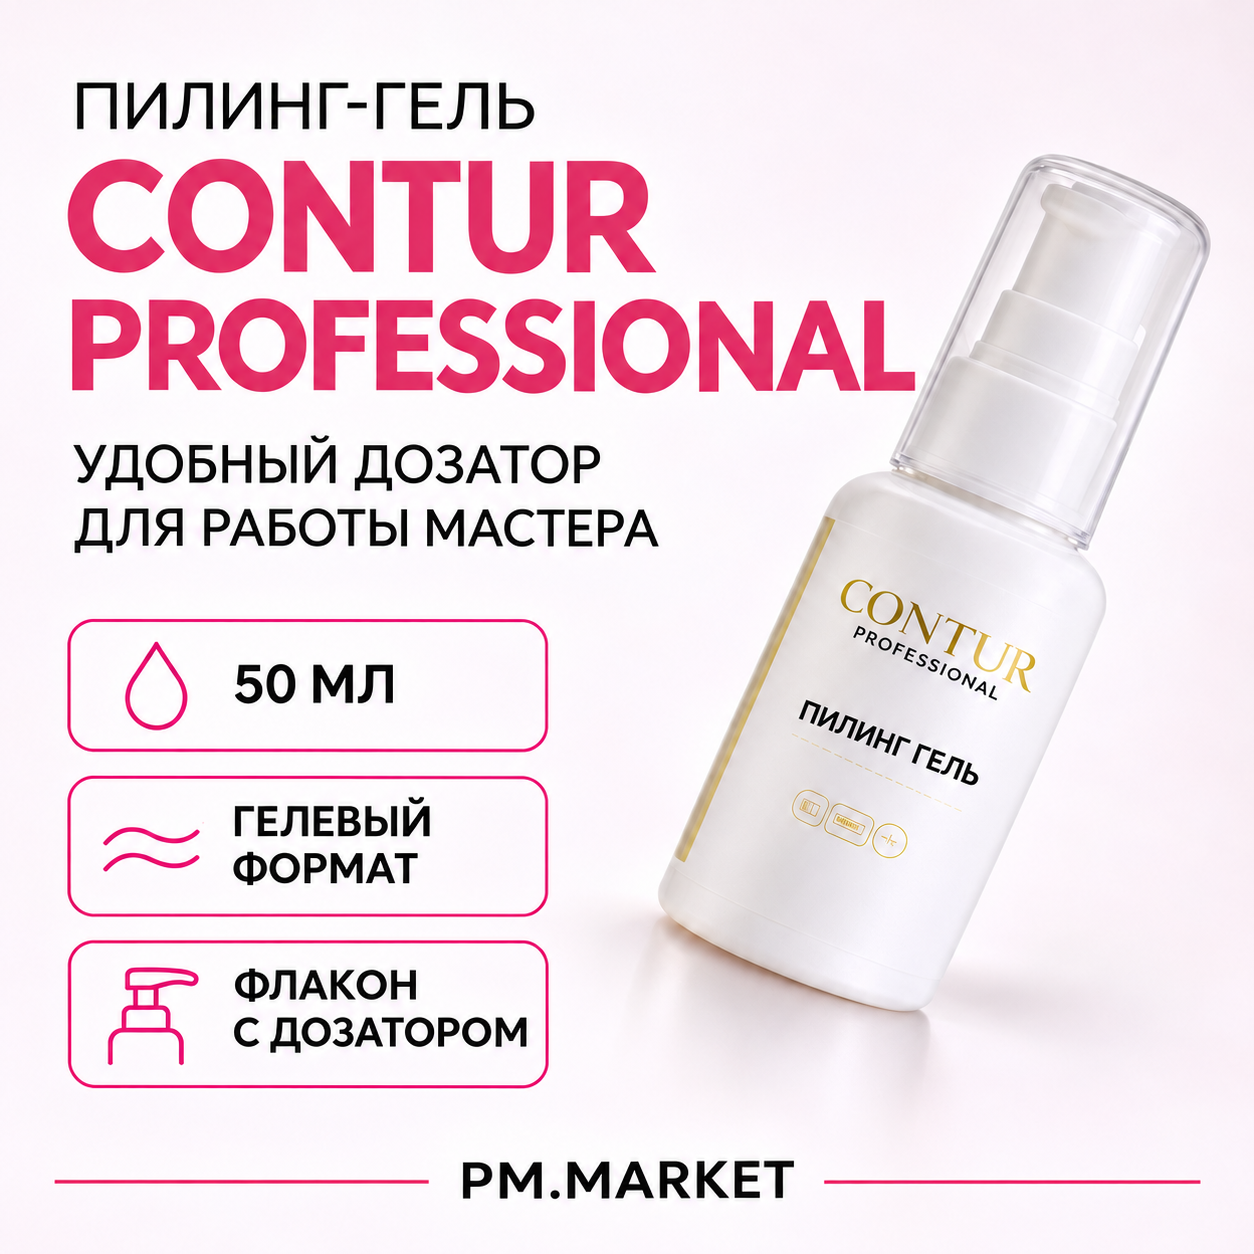 ПИЛИНГ-ГЕЛЬ
CONTUR
PROFESSIONAL
УДОБНЫЙ ДОЗАТОР
ДЛЯ РАБОТЫ МАСТЕРА
50 МЛ
ГЕЛЕВЫЙ
ФОРМАТ
ФЛАКОН
С ДОЗАТОРОМ
CONTUR
PROFESSIONAL
ПИЛИНГ ГЕЛЬ
PM.MARKET